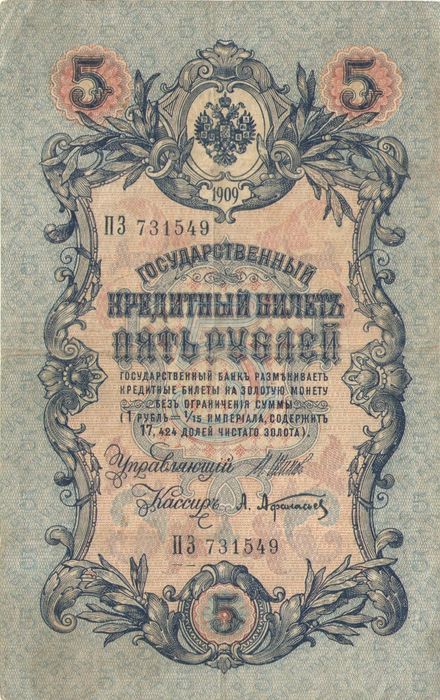 5 5
1909
ПЗ 731549
ГОСУДАРСТВЕННЫЙ
КРЕДИТНЫЙ БИЛЕТЪ
ПЯТЬ РУБЛЕЙ
ГОСУДАРСТВЕННЫЙ БАНКЪ РАЗМѢНИВАЕТЪ
КРЕДИТНЫЕ БИЛЕТЫ НА ЗОЛОТУЮ МОНЕТУ
БЕЗЪ ОГРАНИЧЕНІЯ СУММЫ
(1 РУБЛЬ = 1/15 ИМПЕРІАЛА, СОДЕРЖИТЪ
17,424 ДОЛЕЙ ЧИСТАГО ЗОЛОТА).
Управляющій
Кассиръ А. Афанасьев
ПЗ 731549
5